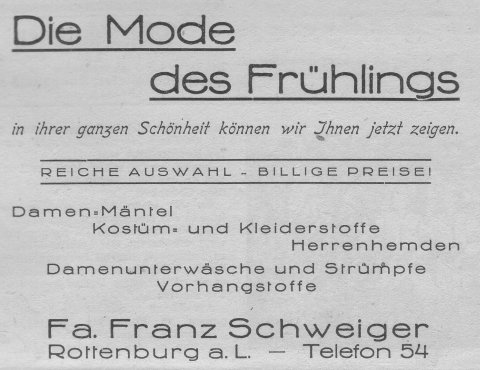 Die Mode
des Frühlings
in ihrer ganzen Schönheit können wir Ihnen jetzt zeigen.
REICHE AUSWAHL - BILLIGE PREISE!
Damen=Mäntel
Kostüm= und Kleiderstoffe
Herrenhemden
Damenunterwäsche und Strümpfe
Vorhangstoffe
Fa. Franz Schweiger
Rottenburg a. L. — Telefon 54